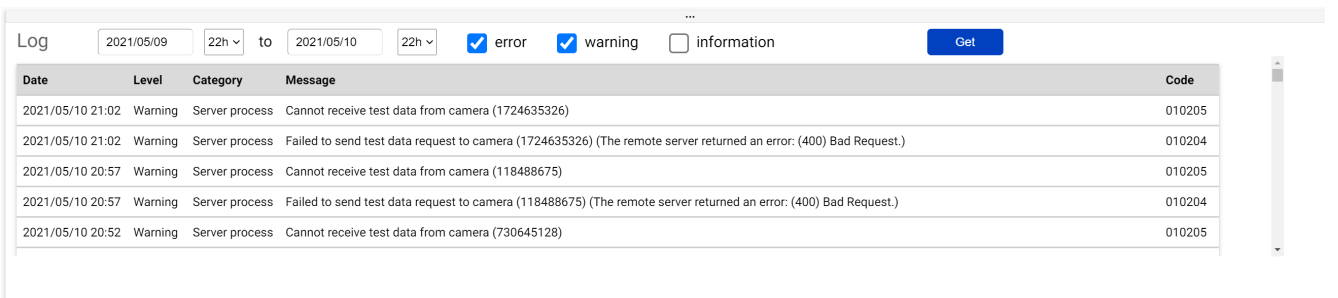 ...
Log 2021/05/09 22h to 2021/05/10 22h error warning information Get
Date Level Category Message Code
2021/05/10 21:02 Warning Server process Cannot receive test data from camera (1724635326) 010205
2021/05/10 21:02 Warning Server process Failed to send test data request to camera (1724635326) (The remote server returned an error: (400) Bad Request.) 010204
2021/05/10 20:57 Warning Server process Cannot receive test data from camera (118488675) 010205
2021/05/10 20:57 Warning Server process Failed to send test data request to camera (118488675) (The remote server returned an error: (400) Bad Request.) 010204
2021/05/10 20:52 Warning Server process Cannot receive test data from camera (730645128) 010205